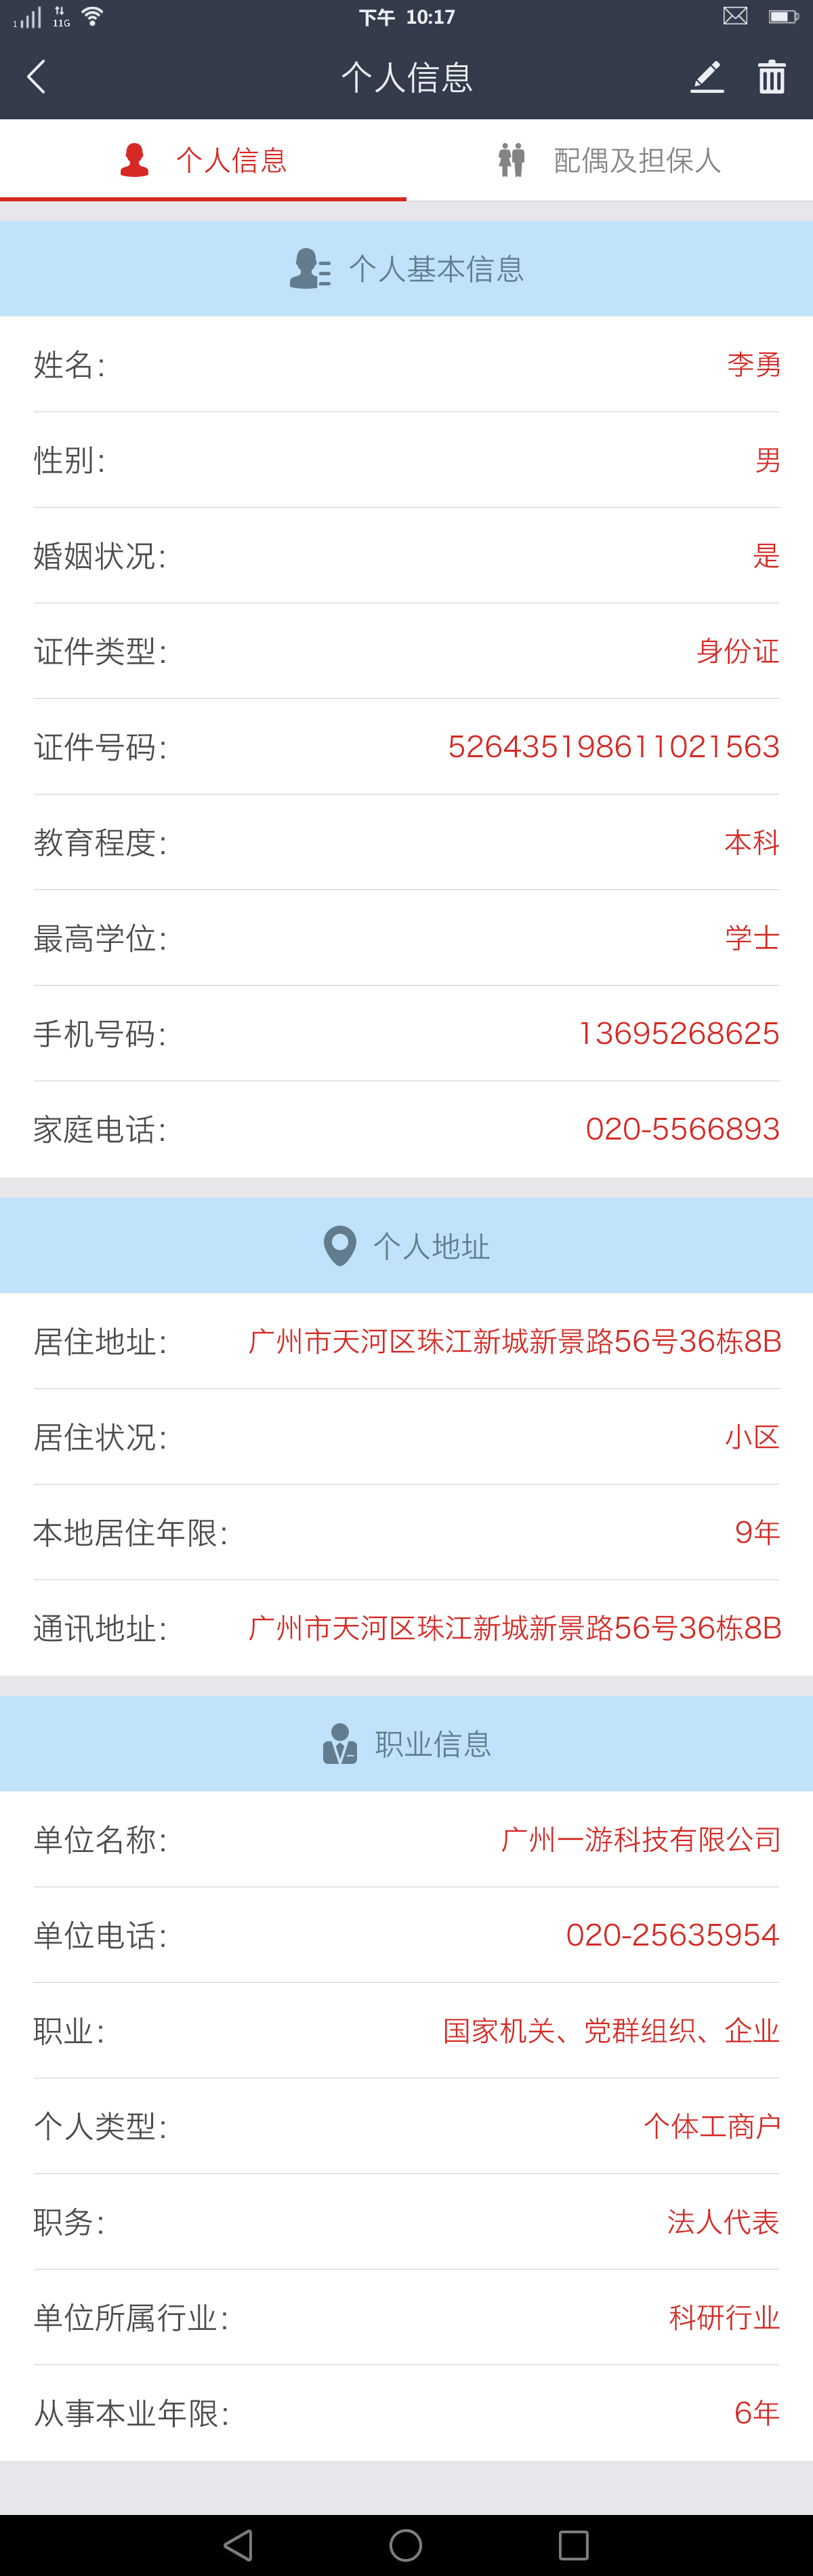 1 11G 下午 10:17
个人信息
个人信息 配偶及担保人
个人基本信息
姓名： 李勇
性别： 男
婚姻状况： 是
证件类型： 身份证
证件号码： 526435198611021563
教育程度： 本科
最高学位： 学士
手机号码： 13695268625
家庭电话： 020-5566893
个人地址
居住地址： 广州市天河区珠江新城新景路56号36栋8B
居住状况： 小区
本地居住年限： 9年
通讯地址： 广州市天河区珠江新城新景路56号36栋8B
职业信息
单位名称： 广州一游科技有限公司
单位电话： 020-25635954
职业： 国家机关、党群组织、企业
个人类型： 个体工商户
职务： 法人代表
单位所属行业： 科研行业
从事本业年限： 6年